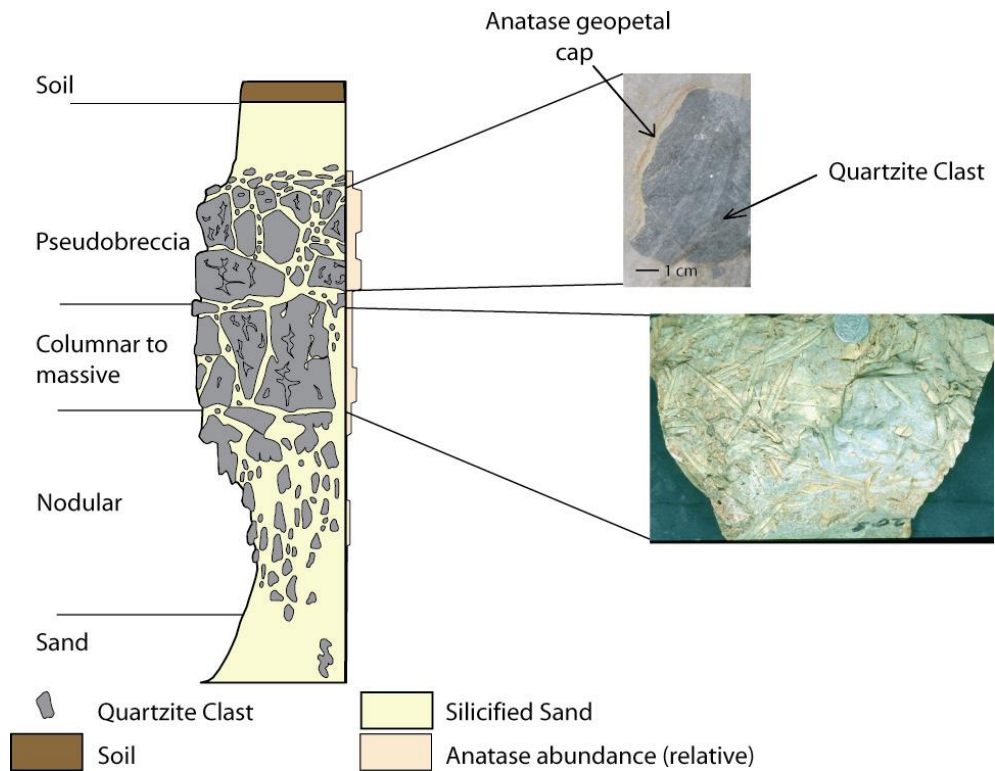 Anatase geopetal
cap
Soil
Quartzite Clast
Pseudobreccia
1 cm
Columnar to
massive
Nodular
Sand
Quartzite Clast
Silicified Sand
Soil
Anatase abundance (relative)